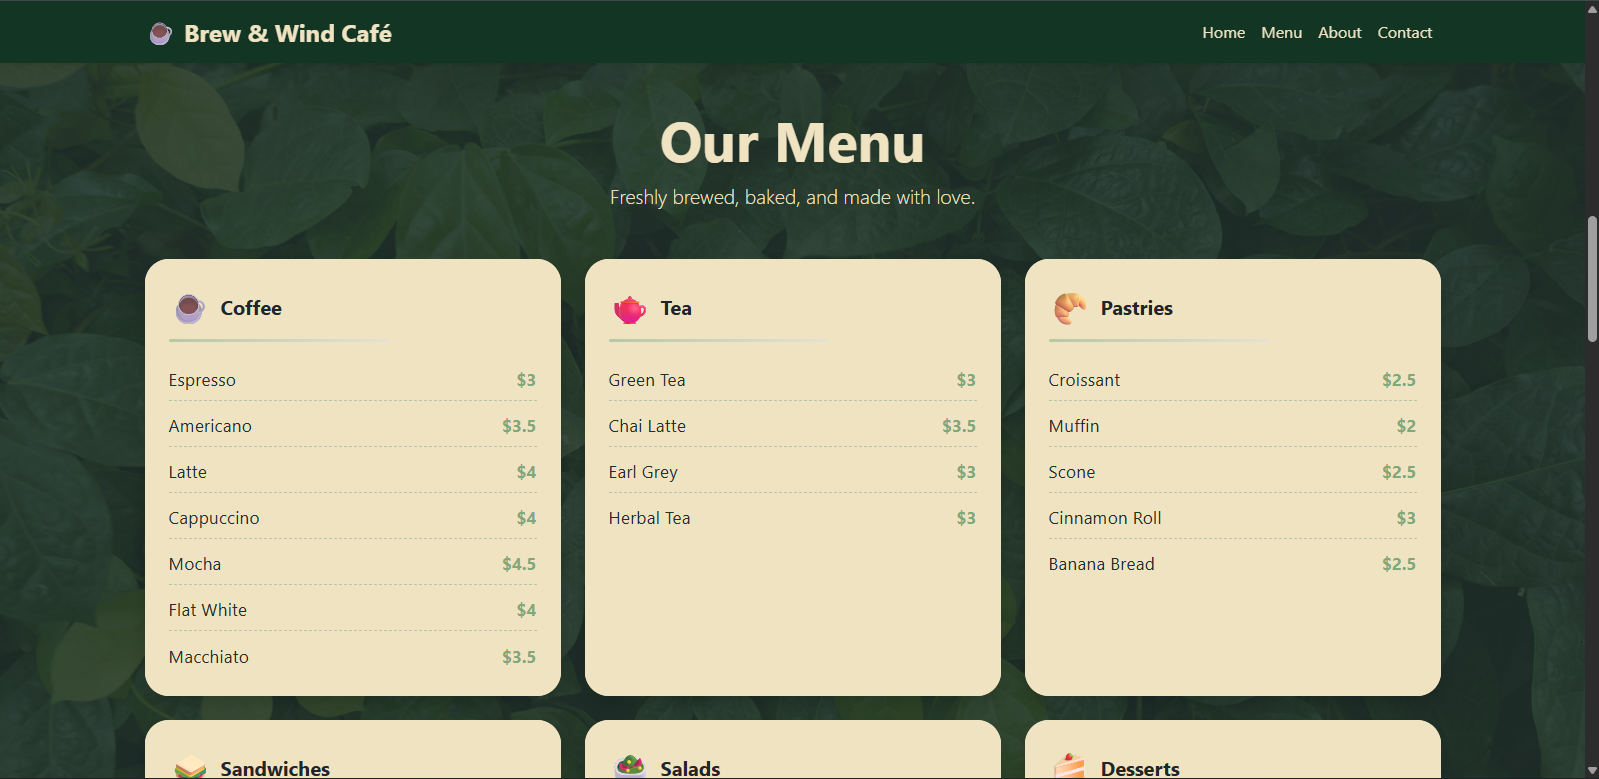 Brew & Wind Café
Home Menu About Contact
Our Menu
Freshly brewed, baked, and made with love.
Coffee
Espresso $3
Americano $3.5
Latte $4
Cappuccino $4
Mocha $4.5
Flat White $4
Macchiato $3.5
Tea
Green Tea $3
Chai Latte $3.5
Earl Grey $3
Herbal Tea $3
Pastries
Croissant $2.5
Muffin $2
Scone $2.5
Cinnamon Roll $3
Banana Bread $2.5
Sandwiches
Salads
Desserts